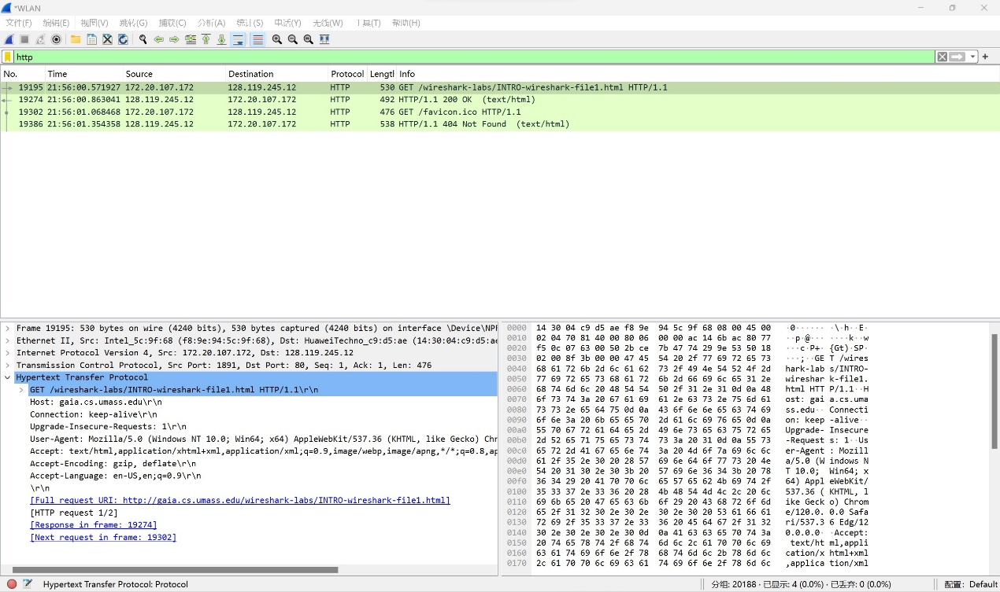 *WLAN
文件(F) 编辑(E) 视图(V) 跳转(G) 捕获(C) 分析(A) 统计(S) 电话(Y) 无线(W) 工具(T) 帮助(H)
http
No. Time Source Destination Protocol Lengtl Info
19195 21:56:00.571927 172.20.107.172 128.119.245.12 HTTP 530 GET /wireshark-labs/INTRO-wireshark-file1.html HTTP/1.1
19274 21:56:00.863041 128.119.245.12 172.20.107.172 HTTP 492 HTTP/1.1 200 OK (text/html)
19302 21:56:01.068468 172.20.107.172 128.119.245.12 HTTP 476 GET /favicon.ico HTTP/1.1
19386 21:56:01.354358 128.119.245.12 172.20.107.172 HTTP 538 HTTP/1.1 404 Not Found (text/html)
Frame 19195: 530 bytes on wire (4240 bits), 530 bytes captured (4240 bits) on interface \Device\NPF
Ethernet II, Src: Intel_5c:9f:68 (f8:9e:94:5c:9f:68), Dst: HuaweiTechno_c9:d5:ae (14:30:04:c9:d5:ae
Internet Protocol Version 4, Src: 172.20.107.172, Dst: 128.119.245.12
Transmission Control Protocol, Src Port: 1891, Dst Port: 80, Seq: 1, Ack: 1, Len: 476
Hypertext Transfer Protocol
GET /wireshark-labs/INTRO-wireshark-file1.html HTTP/1.1\r\n
Host: gaia.cs.umass.edu\r\n
Connection: keep-alive\r\n
Upgrade-Insecure-Requests: 1\r\n
User-Agent: Mozilla/5.0 (Windows NT 10.0; Win64; x64) AppleWebKit/537.36 (KHTML, like Gecko) Chr
Accept: text/html,application/xhtml+xml,application/xml;q=0.9,image/webp,image/apng,*/*;q=0.8,ap
Accept-Encoding: gzip, deflate\r\n
Accept-Language: en-US,en;q=0.9\r\n
\r\n
[Full request URI: http://gaia.cs.umass.edu/wireshark-labs/INTRO-wireshark-file1.html]
[HTTP request 1/2]
[Response in frame: 19274]
[Next request in frame: 19302]
0000 14 30 04 c9 d5 ae f8 9e 94 5c 9f 68 08 00 45 00 ·0······ ·\·h··E·
0010 02 04 70 81 40 00 80 06 00 00 ac 14 6b ac 80 77 ··p·@··· ····k··w
0020 f5 0c 07 63 00 50 2b ce 7b 47 74 29 9e 53 50 18 ···c·P+· {Gt)·SP·
0030 02 00 8f 3b 00 00 47 45 54 20 2f 77 69 72 65 73 ···;··GE T /wires
0040 68 61 72 6b 2d 6c 61 62 73 2f 49 4e 54 52 4f 2d hark-lab s/INTRO-
0050 77 69 72 65 73 68 61 72 6b 2d 66 69 6c 65 31 2e wireshar k-file1.
0060 68 74 6d 6c 20 48 54 54 50 2f 31 2e 31 0d 0a 48 html HTT P/1.1··H
0070 6f 73 74 3a 20 67 61 69 61 2e 63 73 2e 75 6d 61 ost: gai a.cs.uma
0080 73 73 2e 65 64 75 0d 0a 43 6f 6e 6e 65 63 74 69 ss.edu·· Connecti
0090 6f 6e 3a 20 6b 65 65 70 2d 61 6c 69 76 65 0d 0a on: keep -alive··
00a0 55 70 67 72 61 64 65 2d 49 6e 73 65 63 75 72 65 Upgrade- Insecure
00b0 2d 52 65 71 75 65 73 74 73 3a 20 31 0d 0a 55 73 -Request s: 1··Us
00c0 65 72 2d 41 67 65 6e 74 3a 20 4d 6f 7a 69 6c 6c er-Agent : Mozill
00d0 61 2f 35 2e 30 20 28 57 69 6e 64 6f 77 73 20 4e a/5.0 (W indows N
00e0 54 20 31 30 2e 30 3b 20 57 69 6e 36 34 3b 20 78 T 10.0; Win64; x
00f0 36 34 29 20 41 70 70 6c 65 57 65 62 4b 69 74 2f 64) Appl eWebKit/
0100 35 33 37 2e 33 36 20 28 4b 48 54 4d 4c 2c 20 6c 537.36 ( KHTML, l
0110 69 6b 65 20 47 65 63 6b 6f 29 20 43 68 72 6f 6d ike Geck o) Chrom
0120 65 2f 31 32 30 2e 30 2e 30 2e 30 20 53 61 66 61 e/120.0. 0.0 Safa
0130 72 69 2f 35 33 37 2e 33 36 20 45 64 67 2f 31 32 ri/537.3 6 Edg/12
0140 30 2e 30 2e 30 2e 30 0d 0a 41 63 63 65 70 74 3a 0.0.0.0· ·Accept:
0150 20 74 65 78 74 2f 68 74 6d 6c 2c 61 70 70 6c 69 text/ht ml,appli
0160 63 61 74 69 6f 6e 2f 78 68 74 6d 6c 2b 78 6d 6c cation/x html+xml
0170 2c 61 70 70 6c 69 63 61 74 69 6f 6e 2f 78 6d 6c ,applica tion/xml
Hypertext Transfer Protocol: Protocol 分组: 20188 · 已显示: 4 (0.0%) · 已丢弃: 0 (0.0%) 配置: Default